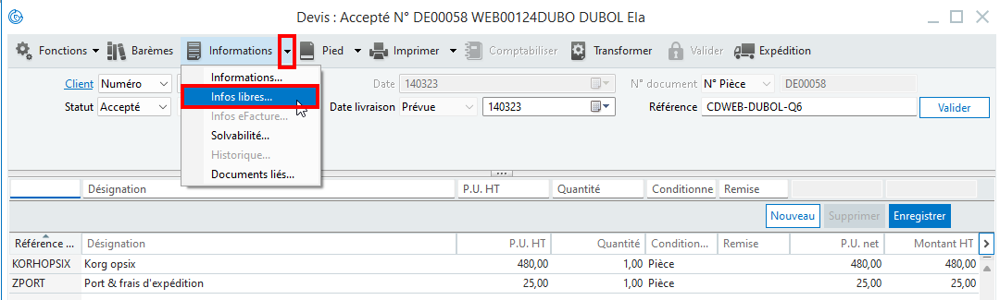 Devis : Accepté N° DE00058 WEB00124DUBO DUBOL Ela
Fonctions Barèmes Informations Pied Imprimer Comptabiliser Transformer Valider Expédition
Client Numéro Date 140323 N° document N° Pièce DE00058
Statut Accepté Date livraison Prévue 140323 Référence CDWEB-DUBOL-Q6 Valider
Informations...
Infos libres...
Infos eFacture...
Solvabilité...
Historique...
Documents liés...
Désignation P.U. HT Quantité Conditionne Remise
Nouveau Supprimer Enregistrer
Référence ... Désignation P.U. HT Quantité Condition... Remise P.U. net Montant HT
KORHOPSIX Korg opsix 480,00 1,00 Pièce 480,00 480,00
ZPORT Port & frais d'expédition 25,00 1,00 Pièce 25,00 25,00